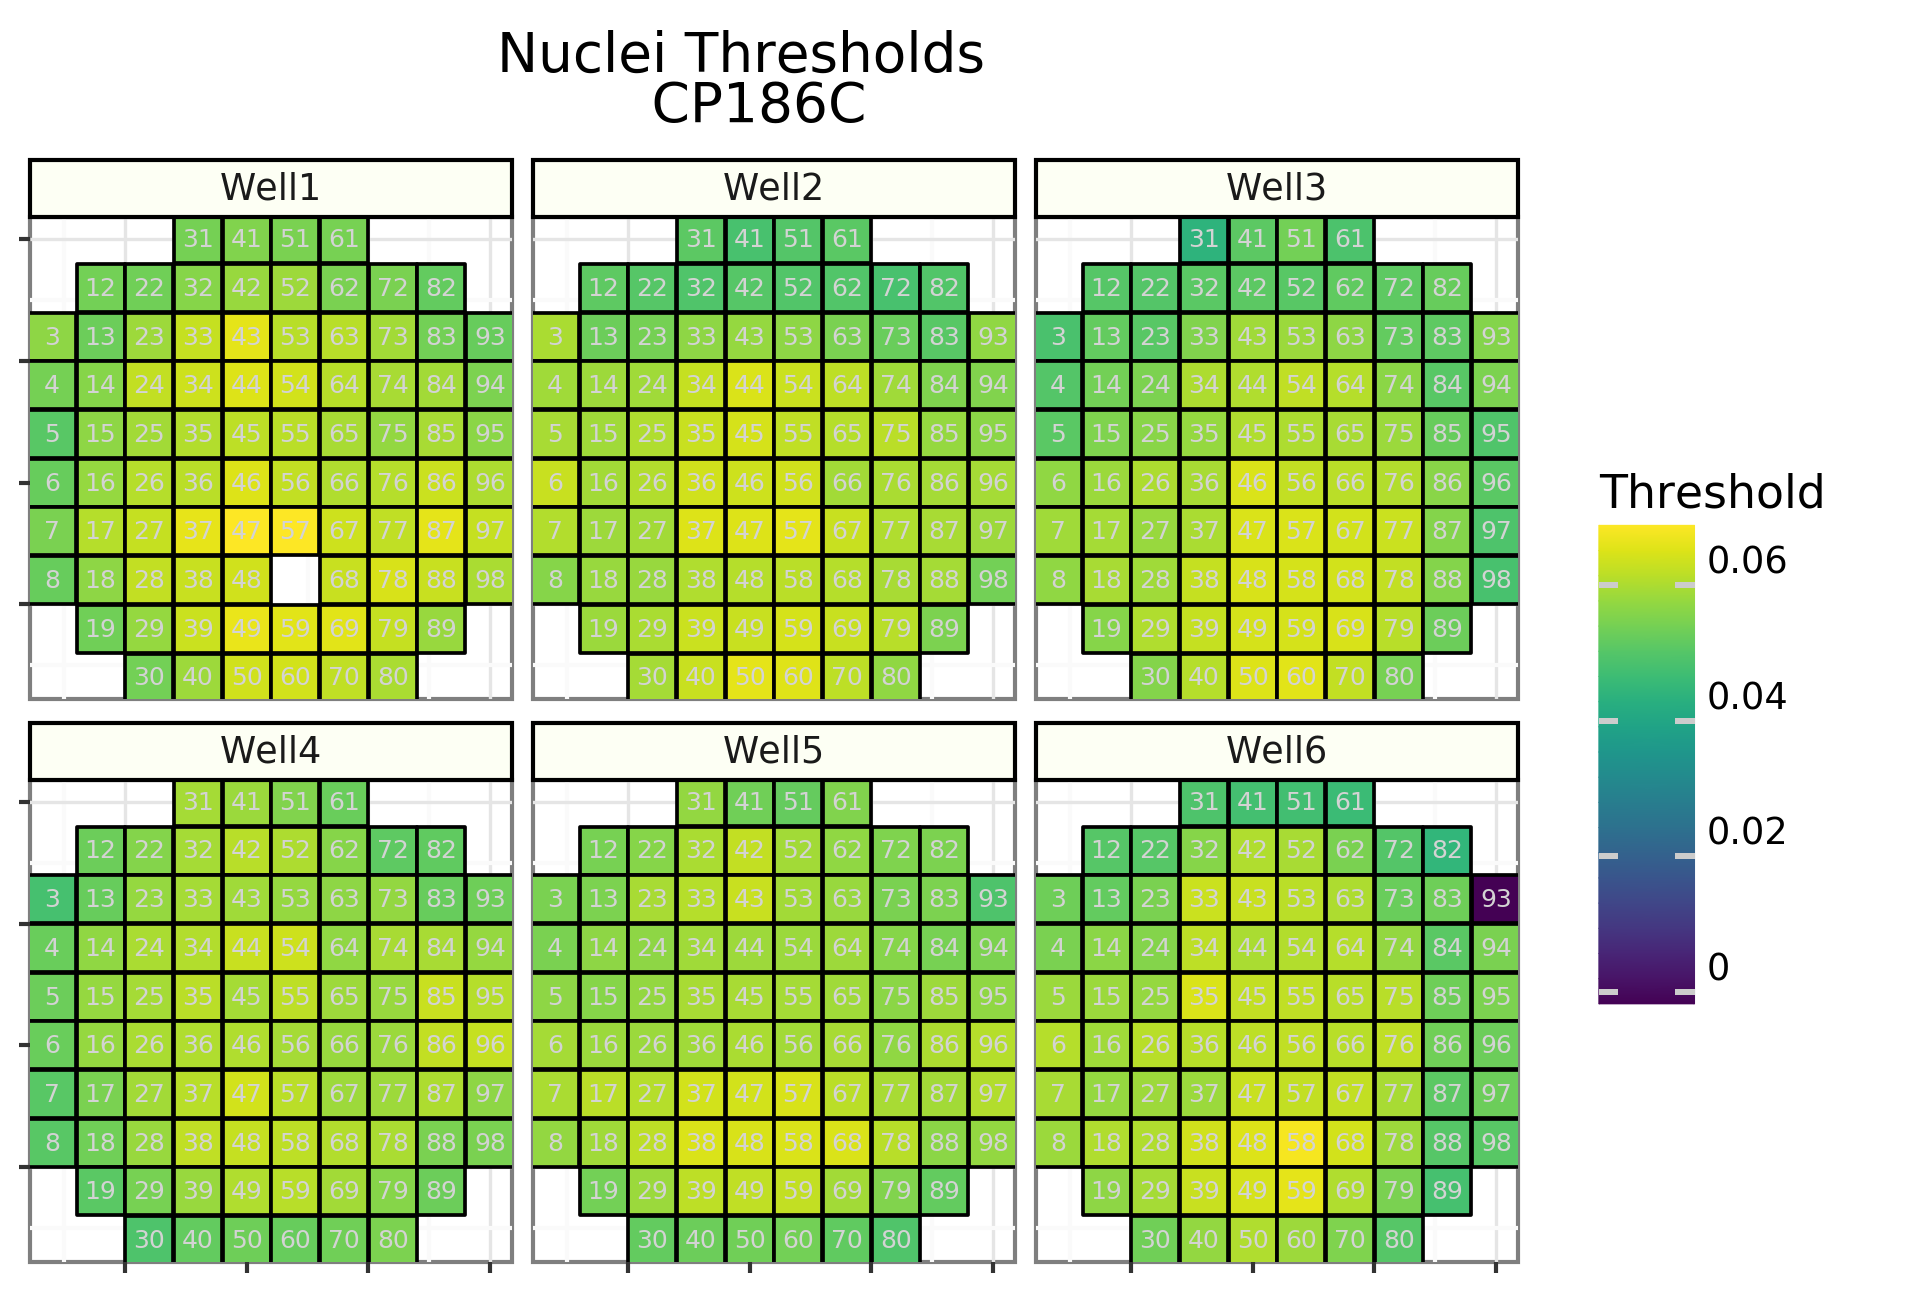 Nuclei Thresholds
CP186C
Well1 Well2 Well3
31 41 51 61 31 41 51 61 31 41 51 61
12 22 32 42 52 62 72 82 12 22 32 42 52 62 72 82 12 22 32 42 52 62 72 82
3 13 23 33 43 53 63 73 83 93 3 13 23 33 43 53 63 73 83 93 3 13 23 33 43 53 63 73 83 93
4 14 24 34 44 54 64 74 84 94 4 14 24 34 44 54 64 74 84 94 4 14 24 34 44 54 64 74 84 94
5 15 25 35 45 55 65 75 85 95 5 15 25 35 45 55 65 75 85 95 5 15 25 35 45 55 65 75 85 95
6 16 26 36 46 56 66 76 86 96 6 16 26 36 46 56 66 76 86 96 6 16 26 36 46 56 66 76 86 96
7 17 27 37 47 57 67 77 87 97 7 17 27 37 47 57 67 77 87 97 7 17 27 37 47 57 67 77 87 97
8 18 28 38 48 68 78 88 98 8 18 28 38 48 58 68 78 88 98 8 18 28 38 48 58 68 78 88 98
19 29 39 49 59 69 79 89 19 29 39 49 59 69 79 89 19 29 39 49 59 69 79 89
30 40 50 60 70 80 30 40 50 60 70 80 30 40 50 60 70 80
Well4 Well5 Well6
31 41 51 61 31 41 51 61 31 41 51 61
12 22 32 42 52 62 72 82 12 22 32 42 52 62 72 82 12 22 32 42 52 62 72 82
3 13 23 33 43 53 63 73 83 93 3 13 23 33 43 53 63 73 83 93 3 13 23 33 43 53 63 73 83 93
4 14 24 34 44 54 64 74 84 94 4 14 24 34 44 54 64 74 84 94 4 14 24 34 44 54 64 74 84 94
5 15 25 35 45 55 65 75 85 95 5 15 25 35 45 55 65 75 85 95 5 15 25 35 45 55 65 75 85 95
6 16 26 36 46 56 66 76 86 96 6 16 26 36 46 56 66 76 86 96 6 16 26 36 46 56 66 76 86 96
7 17 27 37 47 57 67 77 87 97 7 17 27 37 47 57 67 77 87 97 7 17 27 37 47 57 67 77 87 97
8 18 28 38 48 58 68 78 88 98 8 18 28 38 48 58 68 78 88 98 8 18 28 38 48 58 68 78 88 98
19 29 39 49 59 69 79 89 19 29 39 49 59 69 79 89 19 29 39 49 59 69 79 89
30 40 50 60 70 80 30 40 50 60 70 80 30 40 50 60 70 80
Threshold
0.06
0.04
0.02
0